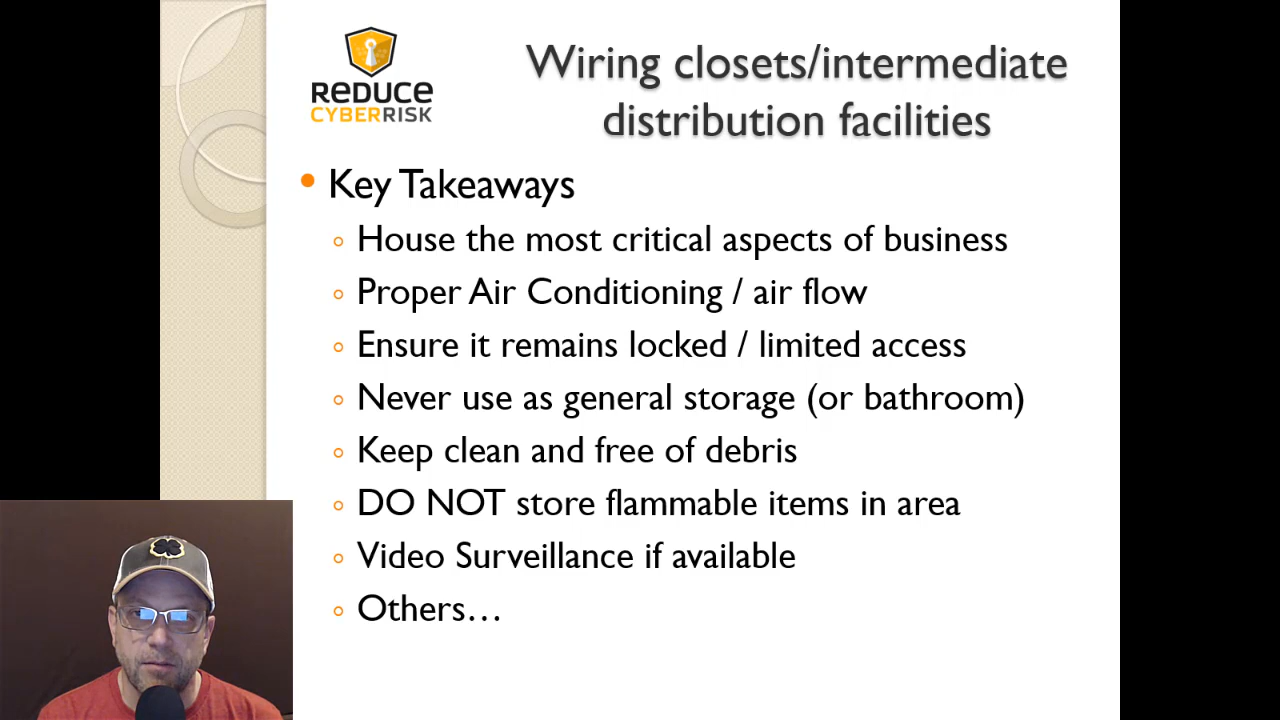 REDUCE
CYBERRISK
Wiring closets/intermediate
distribution facilities
Key Takeaways
House the most critical aspects of business
Proper Air Conditioning / air flow
Ensure it remains locked / limited access
Never use as general storage (or bathroom)
Keep clean and free of debris
DO NOT store flammable items in area
Video Surveillance if available
Others…